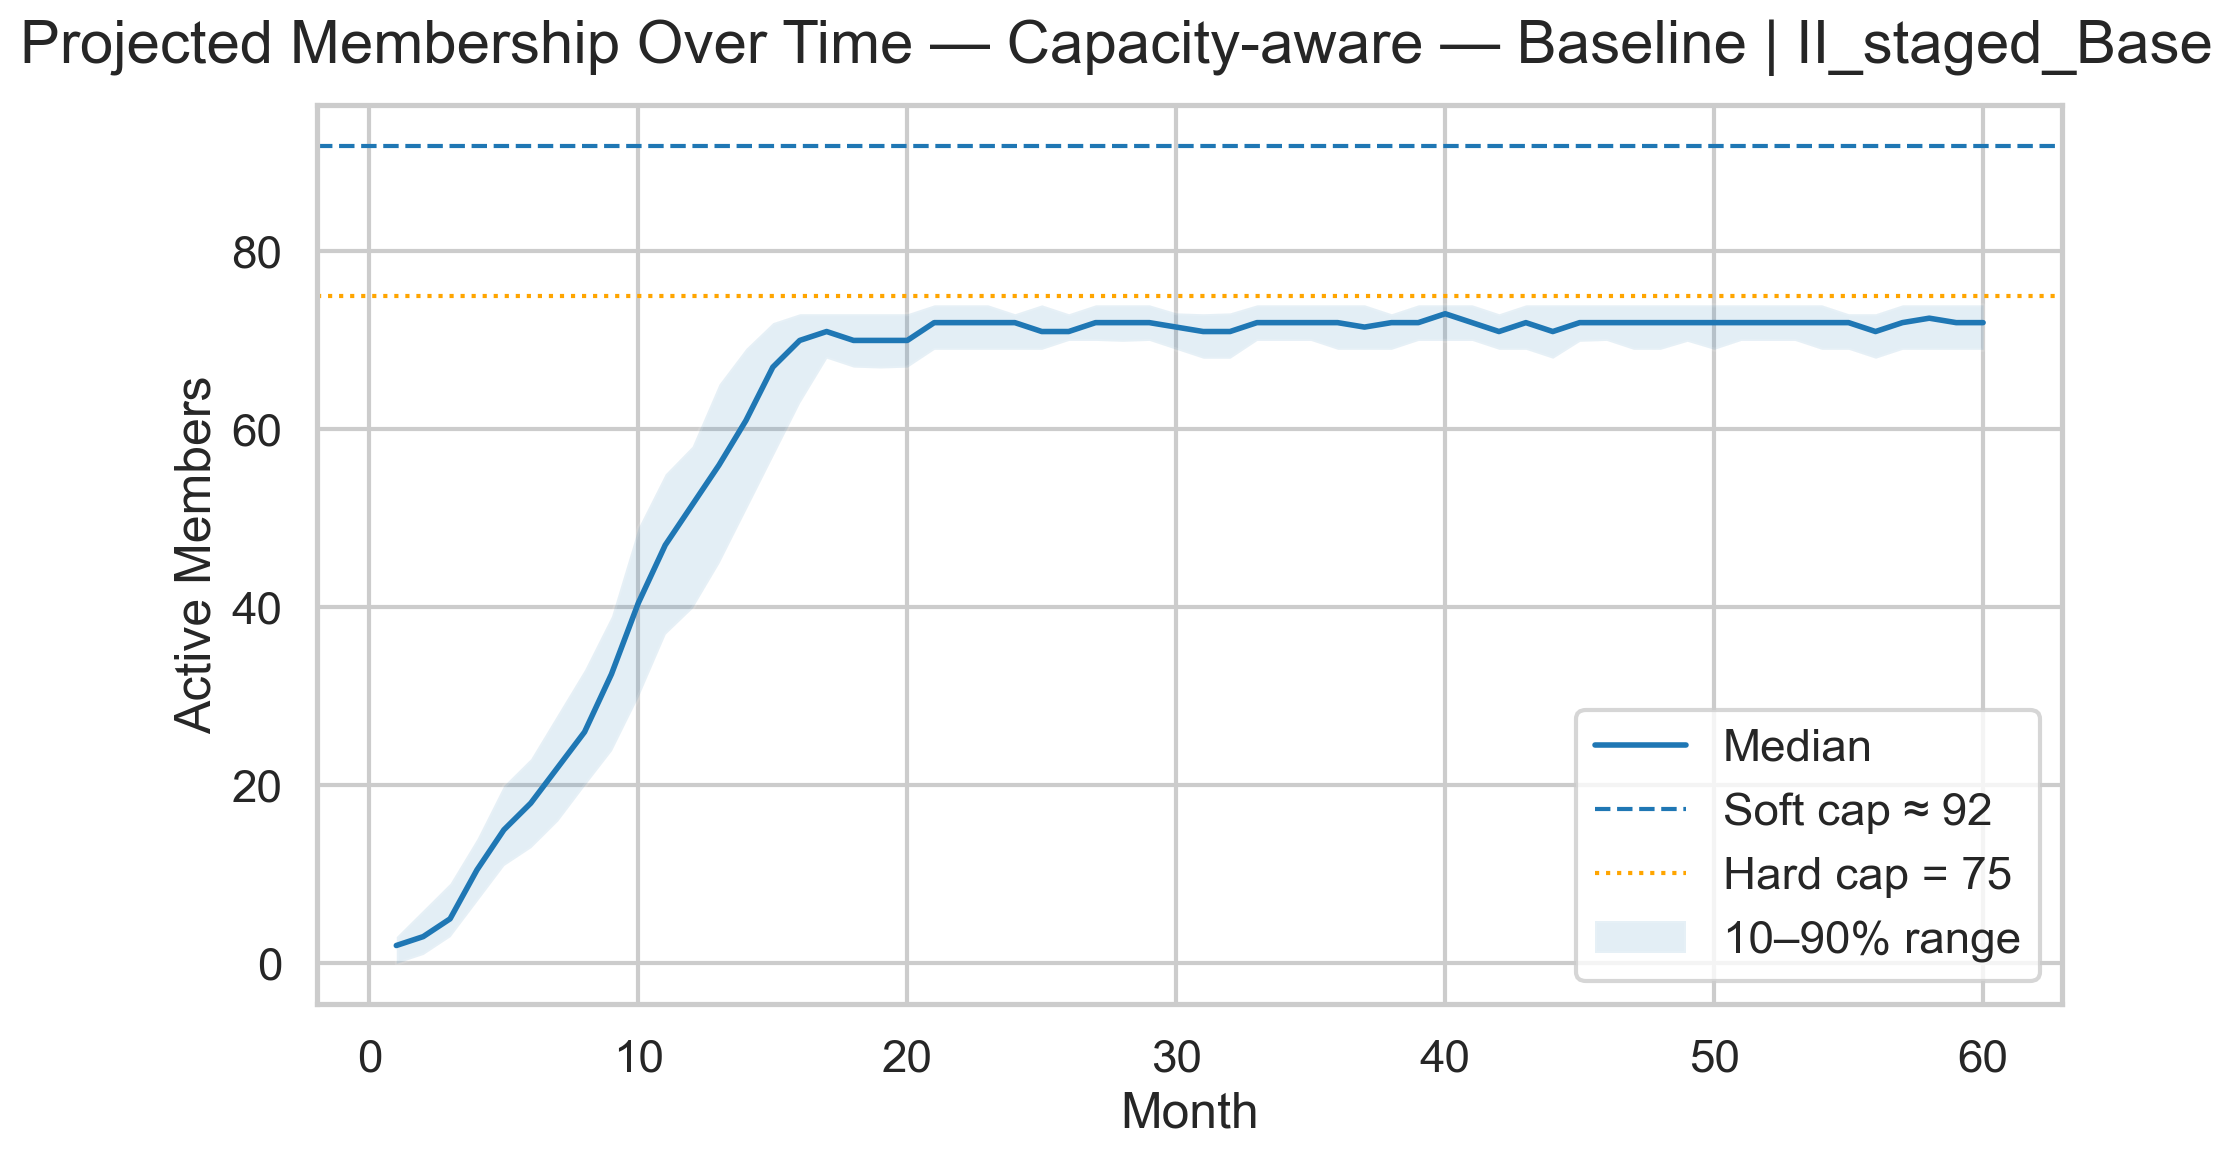 Projected Membership Over Time — Capacity-aware — Baseline | II_staged_Base
Active Members
80
60
40
20
0
Median
Soft cap ≈ 92
Hard cap = 75
10–90% range
0 10 20 30 40 50 60
Month